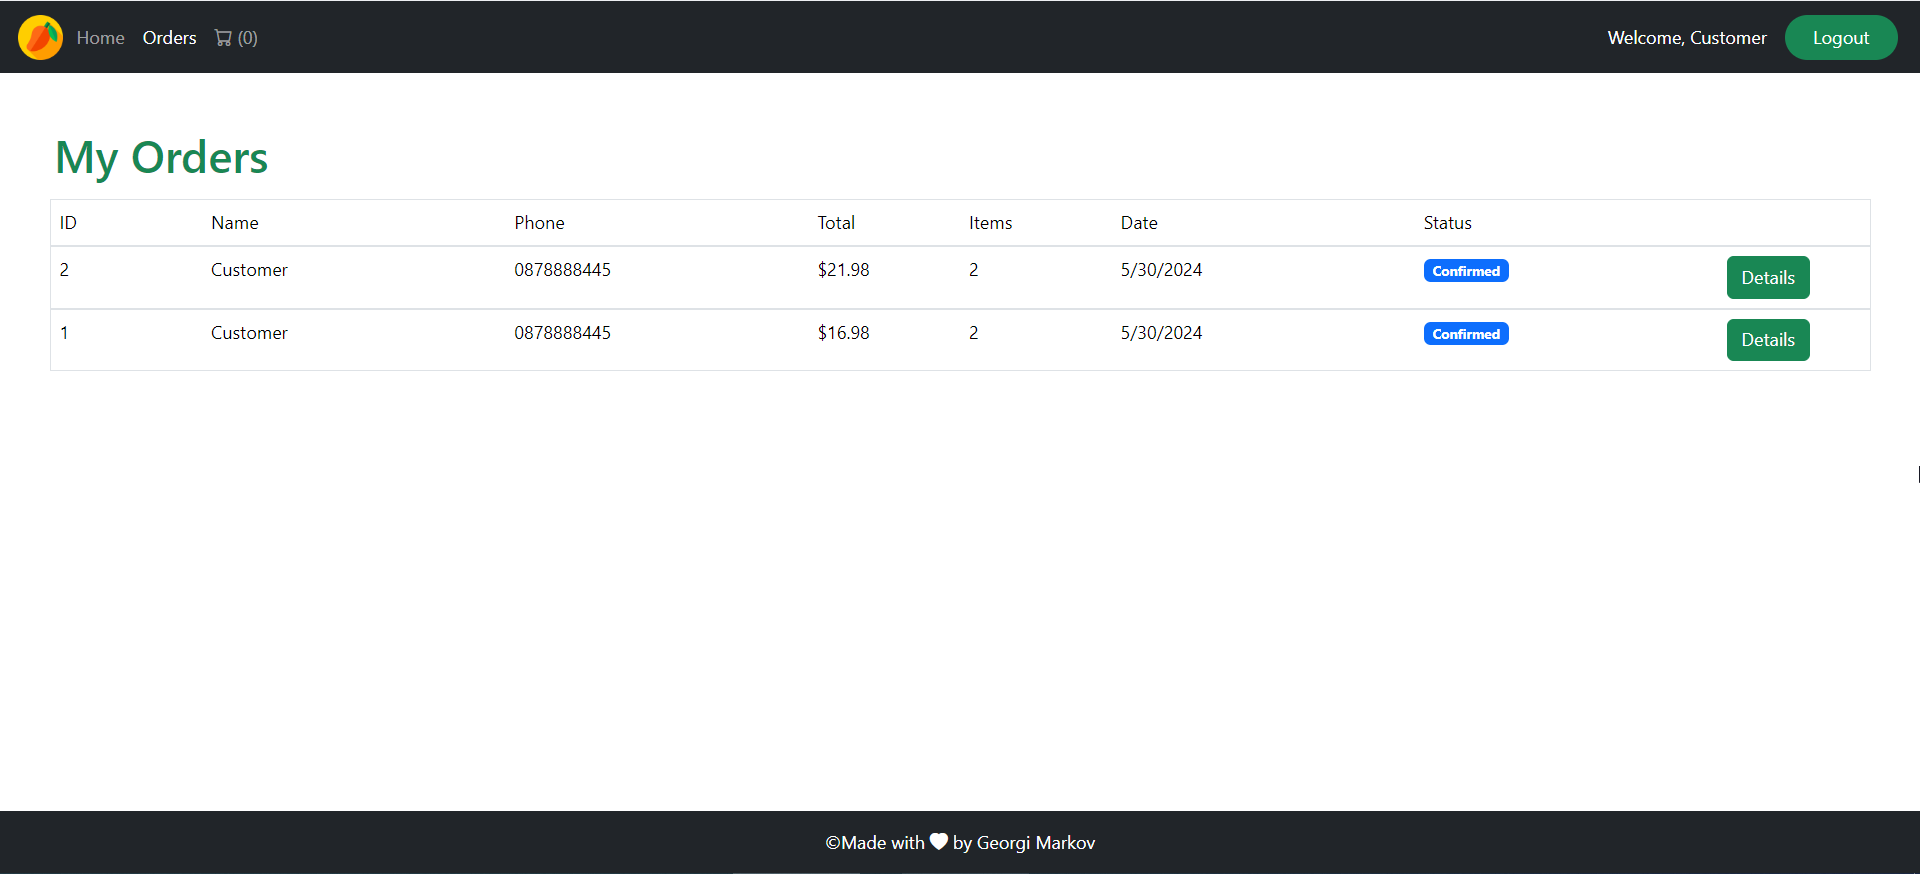 Home Orders (0) Welcome, Customer Logout
My Orders
ID Name Phone Total Items Date Status
2 Customer 0878888445 $21.98 2 5/30/2024 Confirmed Details
1 Customer 0878888445 $16.98 2 5/30/2024 Confirmed Details
©Made with by Georgi Markov